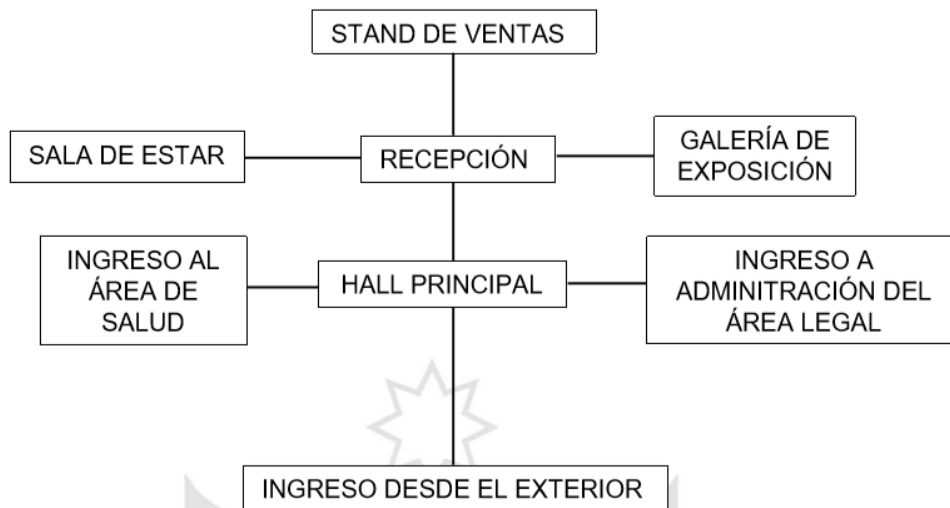 STAND DE VENTAS
SALA DE ESTAR
RECEPCIÓN
GALERÍA DE
EXPOSICIÓN
INGRESO AL
ÁREA DE
SALUD
HALL PRINCIPAL
INGRESO A
ADMINITRACIÓN DEL
ÁREA LEGAL
INGRESO DESDE EL EXTERIOR